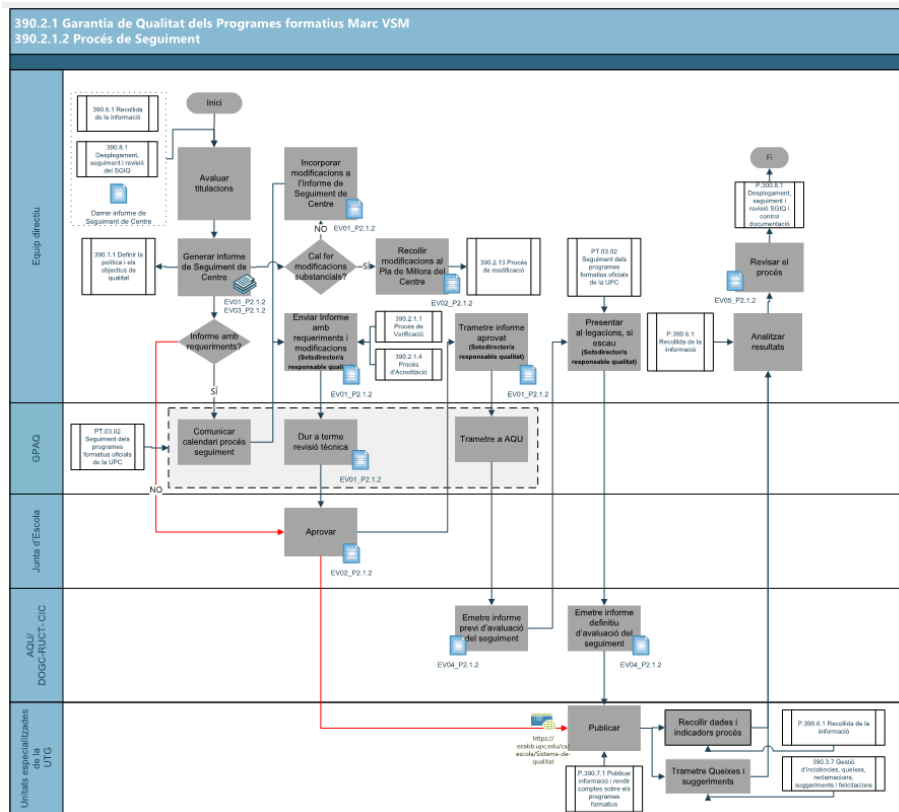 390.2.1 Garantia de Qualitat dels Programes formatius Marc VSM
390.2.1.2 Procés de Seguiment
Equip directiu
Inici
390.6.1 Recollida
de la informació
390.8.1
Desplegament,
seguiment i revisió
del SGIQ
Darrer informe de
Seguiment de Centre
Avaluar
titulacions
Incorporar
modificacions a
l'Informe de
Seguiment de
Centre
EV01_P2.1.2
NO
390.1.1 Definir la
política i els
objectius de
qualitat
Generar informe
de Seguiment de
Centre
EV01_P2.1.2
EV03_P2.1.2
Cal fer
modificacions
substancials?
SÍ
Recollir
modificacions al
Pla de Millora del
Centre
EV02_P2.1.2
390.2.13 Procés
de modificació
PT.03.02
Seguiment dels
programes
formatius oficials
de la UPC
Fi
P.390.8.1
Desplegament,
seguiment i
revisió SGIQ i
control
documentació
Revisar el
procés
EV05_P2.1.2
Informe amb
requeriments?
SÍ
NO
Enviar Informe
amb
requeriments i
modificacions
(Sotsdirector/a
responsable qualitat)
EV01_P2.1.2
390.2.1.1
Procés de
Verificació
390.2.1.4
Procés
d'Acreditació
Trametre informe
aprovat
(Sotsdirector/a
responsable qualitat)
EV01_P2.1.2
Presentar
al·legacions, si
escau
(Sotsdirector/a
responsable qualitat)
P.390.6.1
Recollida de la
informació
Analitzar
resultats
GPAQ
PT.03.02
Seguiment dels
programes
formatius oficials
de la UPC
Comunicar
calendari procés
seguiment
Dur a terme
revisió tècnica
EV01_P2.1.2
Trametre a AQU
Junta d'Escola
Aprovar
EV02_P2.1.2
AQU/
DOGC-RUCT- CIC
Emetre informe
previ d'avaluació
del seguiment
EV04_P2.1.2
Emetre informe
definitiu
d'avaluació del
seguiment
EV04_P2.1.2
Unitats especialitzades
de la
UTG
https://
eeabb.upc.edu/ca/
escola/Sistema-de-
qualitat
Publicar
P.390.7.1 Publicar
informació i rendir
comptes sobre els
programes
formatius
Recollir dades i
indicadors procés
Trametre Queixes i
suggeriments
P.390.6.1 Recollida de la
informació
390.3.7 Gestió
d'incidències, queixes,
reclamacions,
suggeriments i felicitacions